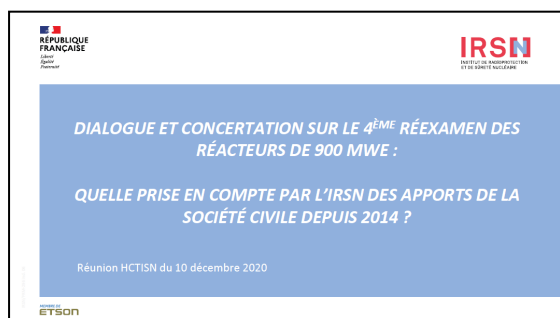 RÉPUBLIQUE
FRANÇAISE
Liberté
Égalité
Fraternité
IRSN
INSTITUT DE RADIOPROTECTION
ET DE SÛRETÉ NUCLÉAIRE
DIALOGUE ET CONCERTATION SUR LE 4ÈME RÉEXAMEN DES
RÉACTEURS DE 900 MWE :
QUELLE PRISE EN COMPTE PAR L'IRSN DES APPORTS DE LA
SOCIÉTÉ CIVILE DEPUIS 2014 ?
Réunion HCTISN du 10 décembre 2020
MEMBRE DE
ETSON